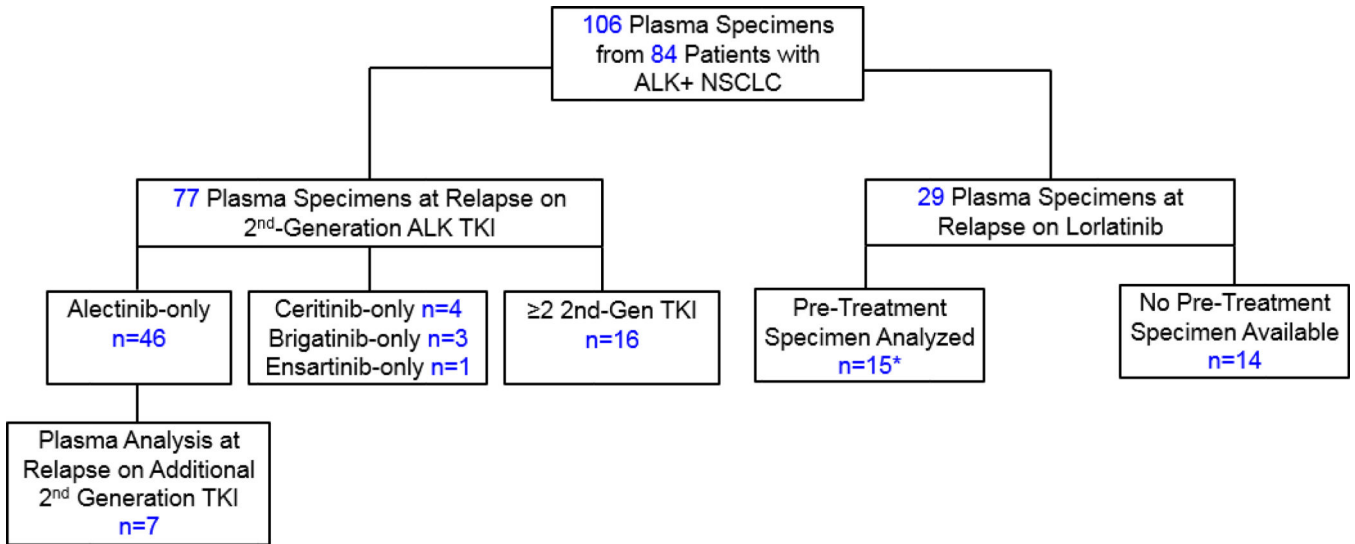 106 Plasma Specimens
from 84 Patients with
ALK+ NSCLC
77 Plasma Specimens at Relapse on
2nd-Generation ALK TKI
29 Plasma Specimens at
Relapse on Lorlatinib
Alectinib-only
n=46
Ceritinib-only n=4
Brigatinib-only n=3
Ensartinib-only n=1
≥2 2nd-Gen TKI
n=16
Pre-Treatment
Specimen Analyzed
n=15*
No Pre-Treatment
Specimen Available
n=14
Plasma Analysis at
Relapse on Additional
2nd Generation TKI
n=7